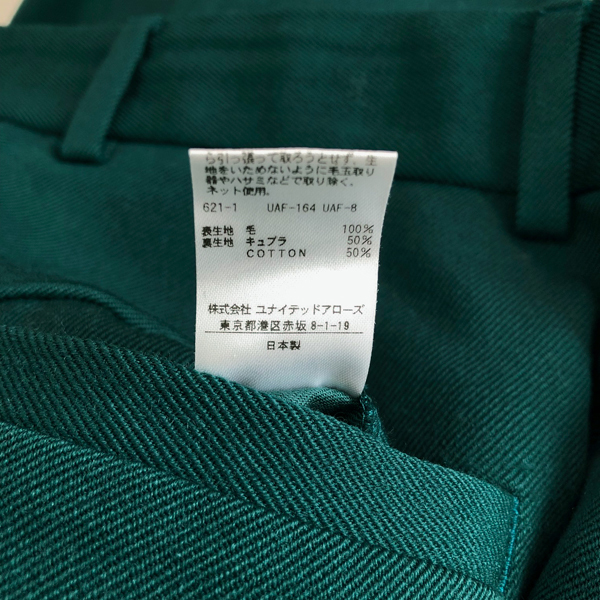 ら引っ張って取ろうとせず、生
地をいためないように毛玉取り
器やハサミなどで取り除く。
ネット使用。
621-1 UAF-164 UAF-8
表生地 毛 100%
裏生地 キュプラ 50%
COTTON 50%
株式会社 ユナイテッドアローズ
東京都港区赤坂 8-1-19
日本製